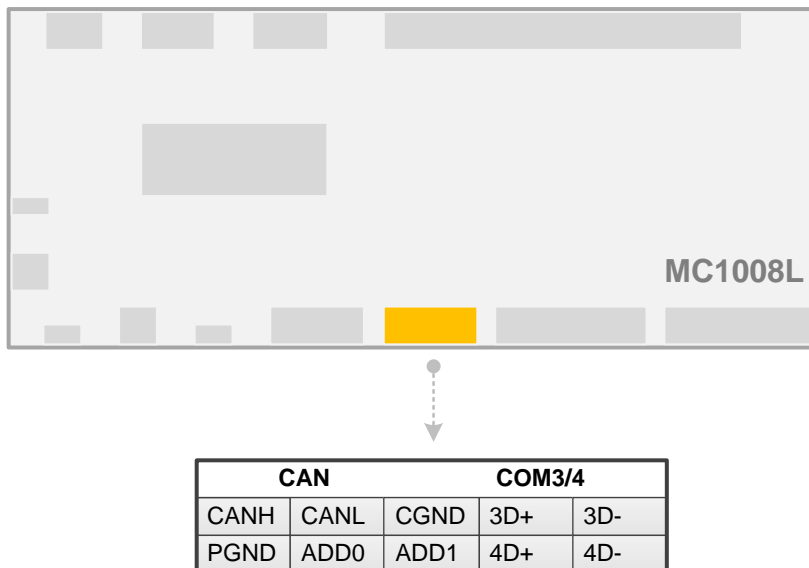 MC1008L
CAN COM3/4
CANH CANL CGND 3D+ 3D-
PGND ADD0 ADD1 4D+ 4D-